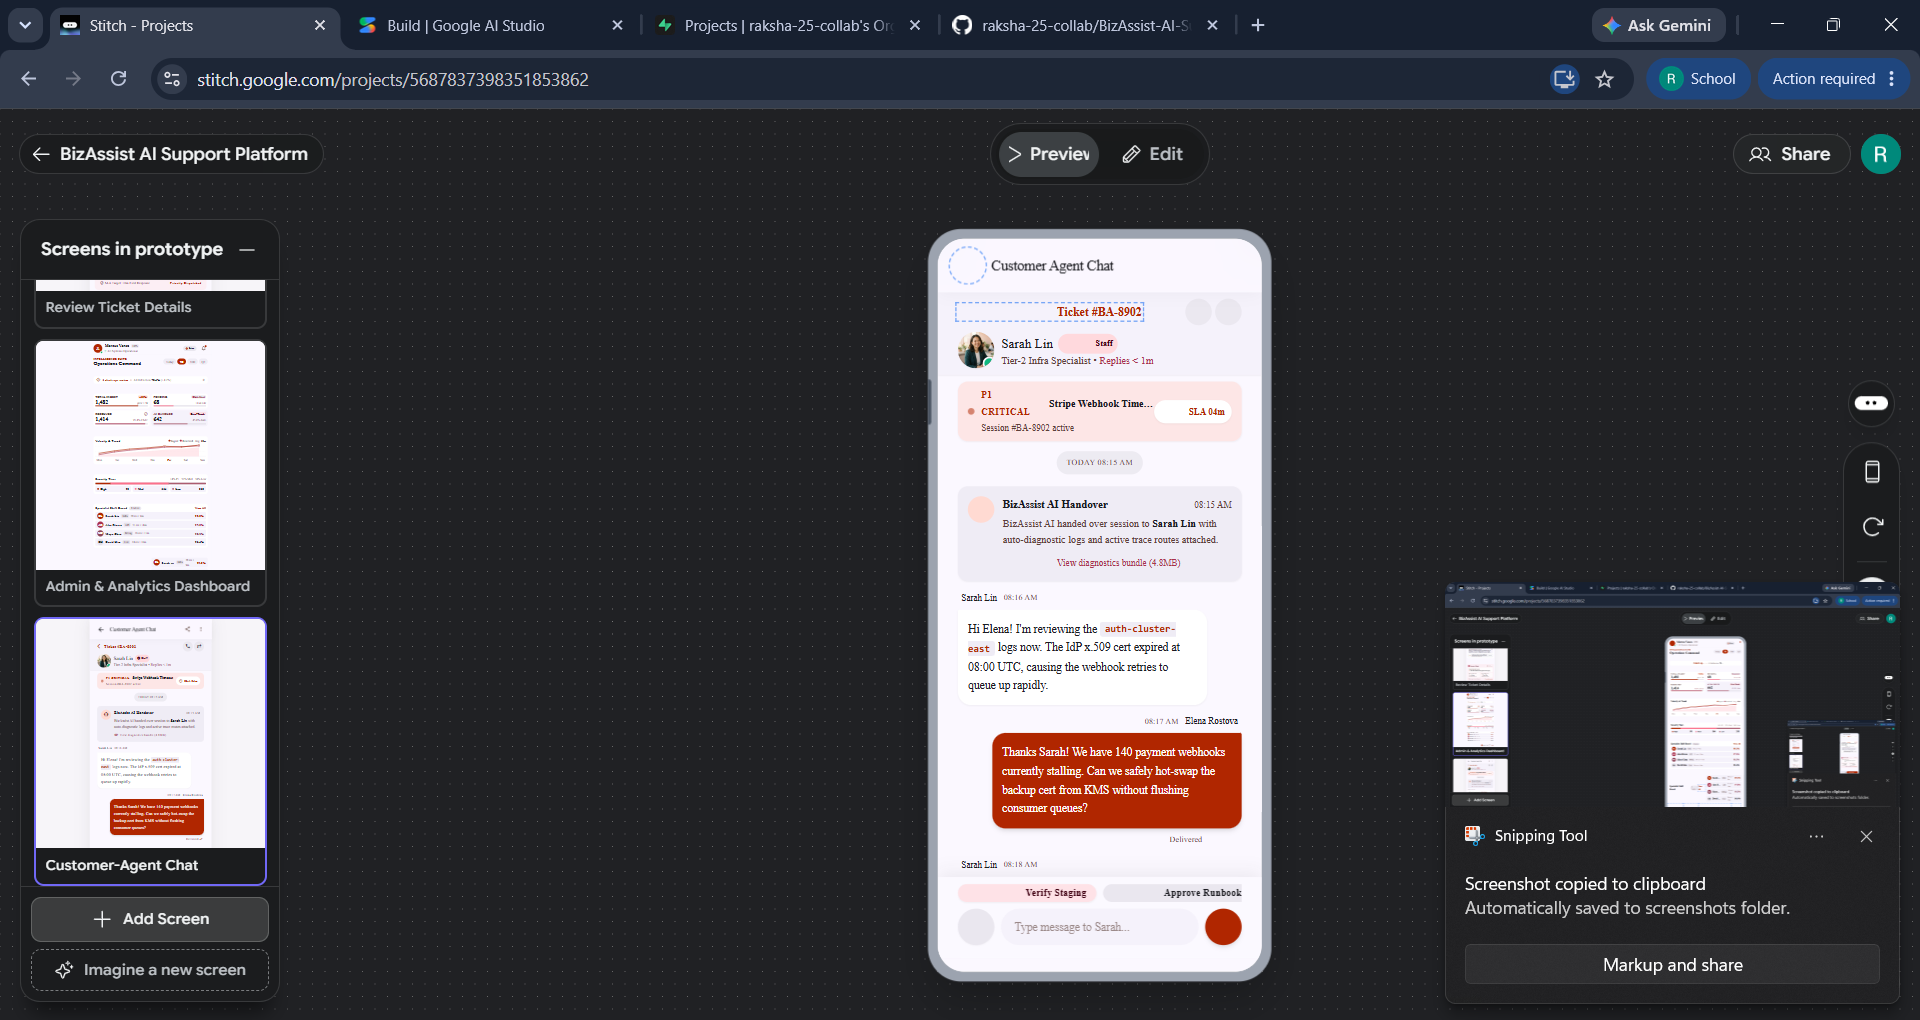 Stitch - Projects
Build | Google AI Studio
Projects | raksha-25-collab's Or
raksha-25-collab/BizAssist-AI-S
Ask Gemini
stitch.google.com/projects/5687837398351853862
R School
Action required
BizAssist AI Support Platform
Preview
Edit
Share
R
Screens in prototype
Review Ticket Details
Admin & Analytics Dashboard
Customer-Agent Chat
Add Screen
Imagine a new screen
Customer Agent Chat
Ticket #BA-8902
Sarah Lin Staff
Tier-2 Infra Specialist • Replies < 1m
P1
CRITICAL
Stripe Webhook Time...
SLA 04m
Session #BA-8902 active
TODAY 08:15 AM
BizAssist AI Handover 08:15 AM
BizAssist AI handed over session to Sarah Lin with
auto-diagnostic logs and active trace routes attached.
View diagnostics bundle (4.8MB)
Sarah Lin 08:16 AM
Hi Elena! I'm reviewing the auth-cluster-
east logs now. The IdP x.509 cert expired at
08:00 UTC, causing the webhook retries to
queue up rapidly.
08:17 AM Elena Rostova
Thanks Sarah! We have 140 payment webhooks
currently stalling. Can we safely hot-swap the
backup cert from KMS without flushing
consumer queues?
Delivered
Sarah Lin 08:18 AM
Verify Staging
Approve Runbook
Type message to Sarah...
Snipping Tool
Screenshot copied to clipboard
Automatically saved to screenshots folder.
Markup and share